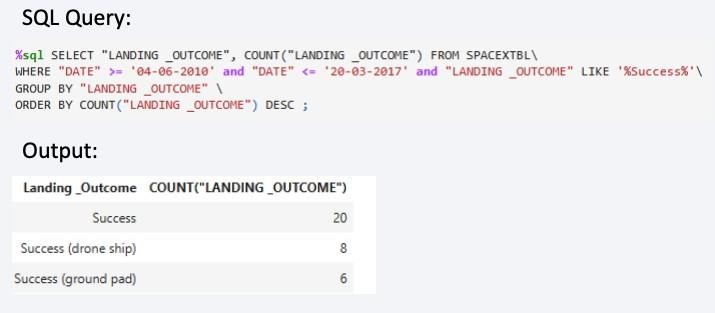 SQL Query:
%sql SELECT "LANDING _OUTCOME", COUNT("LANDING _OUTCOME") FROM SPACEXTBL\
WHERE "DATE" >= '04-06-2010' and "DATE" <= '20-03-2017' and "LANDING _OUTCOME" LIKE '%Success%'\
GROUP BY "LANDING _OUTCOME" \
ORDER BY COUNT("LANDING _OUTCOME") DESC ;
Output:
Landing _Outcome COUNT("LANDING _OUTCOME")
Success 20
Success (drone ship) 8
Success (ground pad) 6